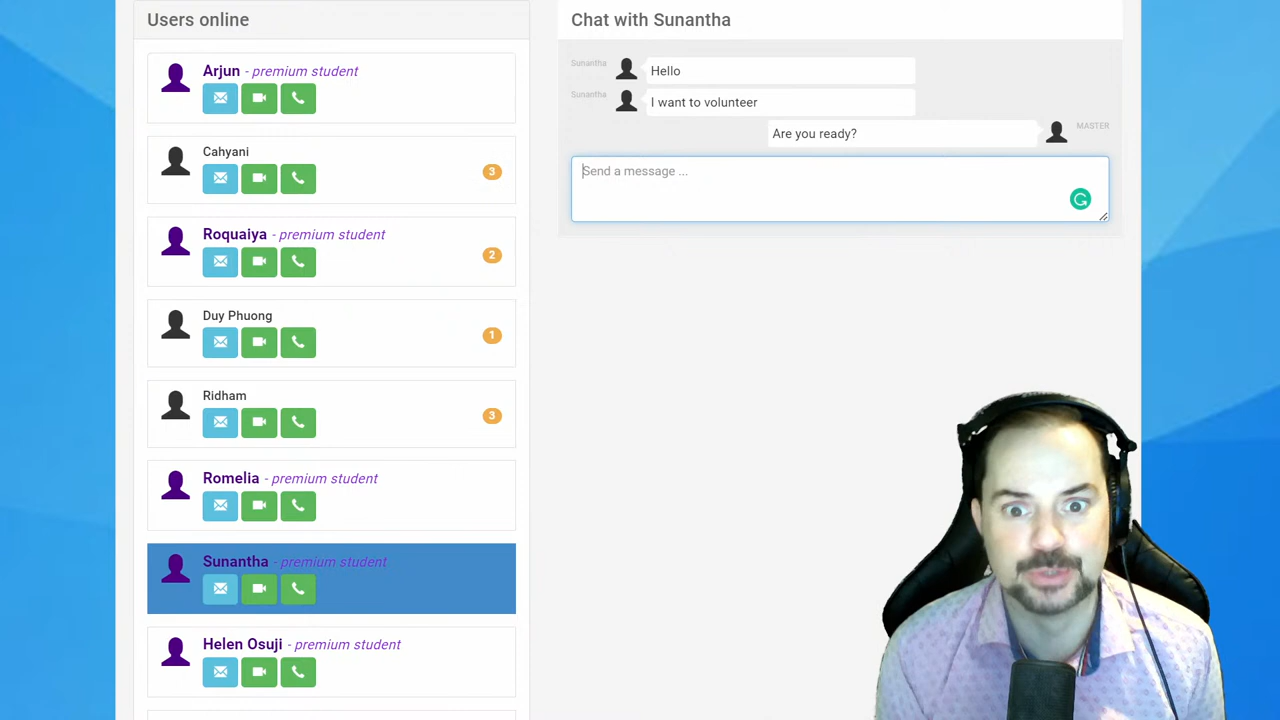 Users online
Arjun - premium student
Cahyani
3
Roquaiya - premium student
2
Duy Phuong
1
Ridham
3
Romelia - premium student
Sunantha - premium student
Helen Osuji - premium student
Chat with Sunantha
Sunantha
Hello
Sunantha
I want to volunteer
Are you ready?
MASTER
Send a message ...